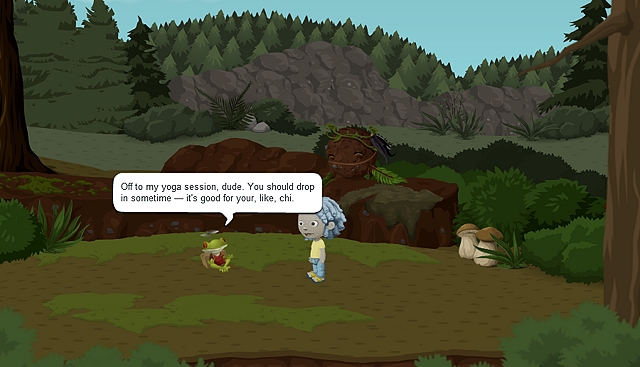 Off to my yoga session, dude. You should drop
in sometime — it's good for your, like, chi.